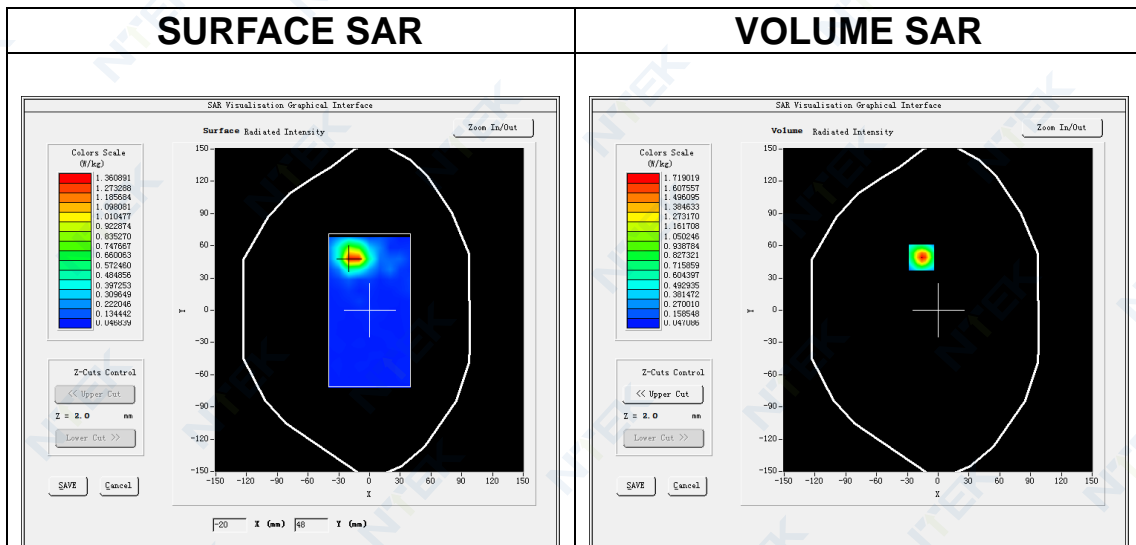 SURFACE SAR
VOLUME SAR
SAR Visualisation Graphical Interface
Surface Radiated Intensity
Zoom In/Out
Colors Scale
(W/kg)
1.360891
1.273288
1.185684
1.098081
1.010477
0.922874
0.835270
0.747667
0.660063
0.572460
0.484856
0.397253
0.309649
0.222046
0.134442
0.046839
150
120
90
60
30
0
-30
-60
-90
-120
-150
Y
-150 -120 -90 -60 -30 0 30 60 90 120 150
X
Z-Cuts Control
<< Upper Cut
Z = 2.0 mm
Lower Cut >>
SAVE Cancel
-20 X (mm) 48 Y (mm)
SAR Visualisation Graphical Interface
Volume Radiated Intensity
Zoom In/Out
Colors Scale
(W/kg)
1.719019
1.607557
1.496095
1.384633
1.273170
1.161708
1.050246
0.938784
0.827321
0.715859
0.604397
0.492935
0.381472
0.270010
0.158548
0.047086
150
120
90
60
30
0
-30
-60
-90
-120
-150
Y
-150 -120 -90 -60 -30 0 30 60 90 120 150
X
Z-Cuts Control
<< Upper Cut
Z = 2.0 mm
Lower Cut >>
SAVE Cancel
NTEK